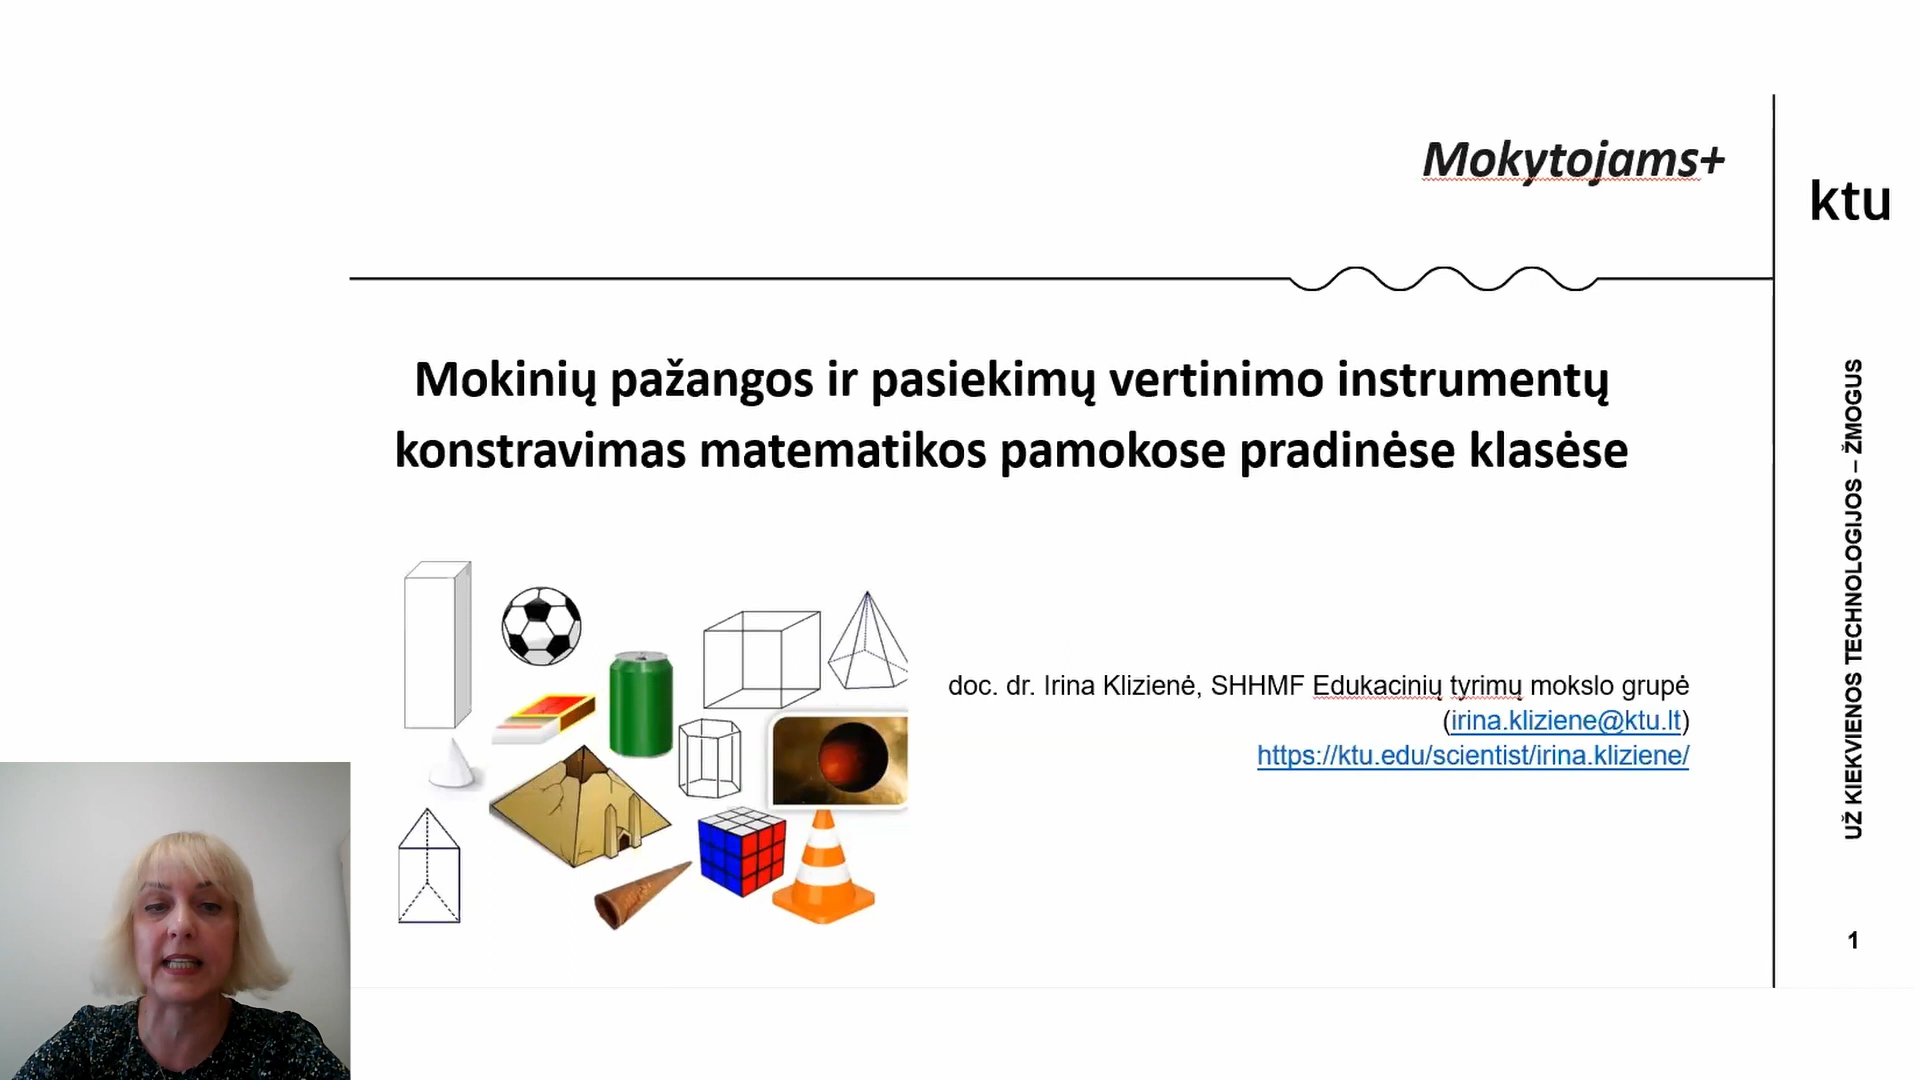 Mokytojams+
ktu
Mokinių pažangos ir pasiekimų vertinimo instrumentų
konstravimas matematikos pamokose pradinėse klasėse
doc. dr. Irina Klizienė, SHHMF Edukacinių tyrimų mokslo grupė
(irina.kliziene@ktu.lt)
https://ktu.edu/scientist/irina.kliziene/
UŽ KIEKVIENOS TECHNOLOGIJOS – ŽMOGUS
1